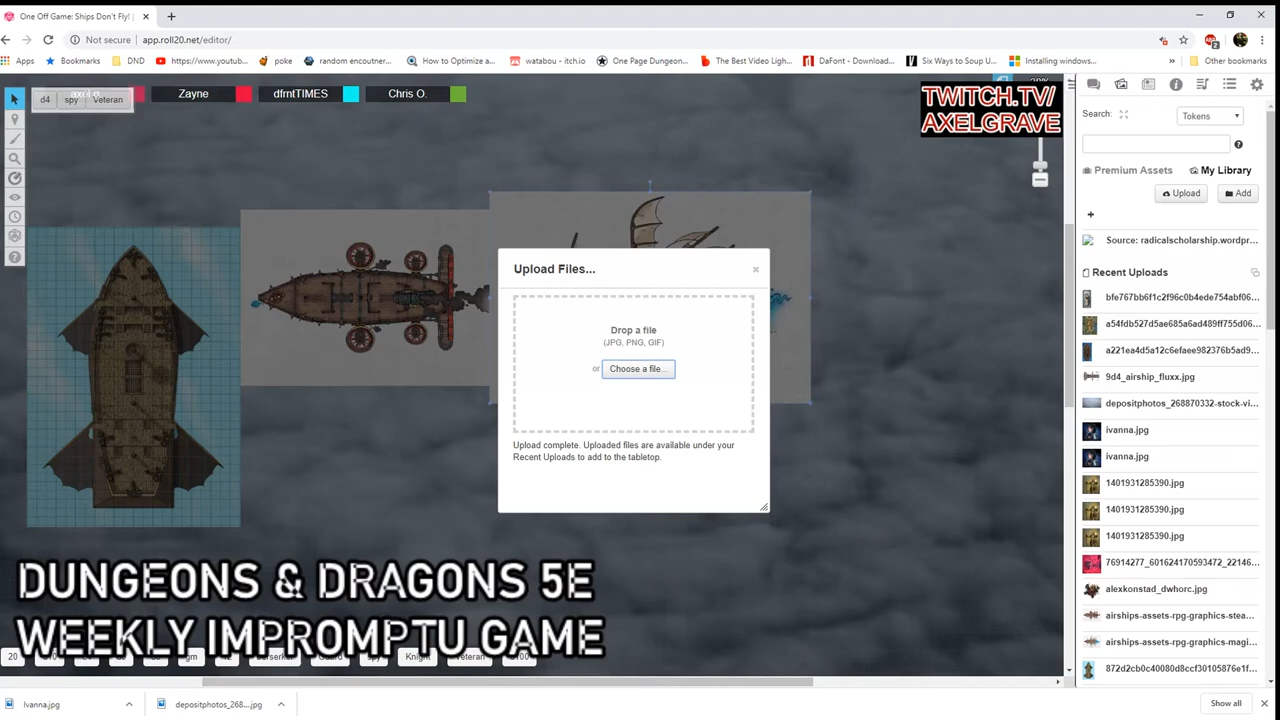 One Off Game: Ships Don't Fly! |
Not secure | app.roll20.net/editor/
Apps
Bookmarks
DND
https://www.youtub...
poke
random encoutner...
How to Optimize a...
watabou - itch.io
One Page Dungeon...
The Best Video Ligh...
DaFont - Download...
Six Ways to Soup U...
Installing windows...
Other bookmarks
d4
spy
Veteran
Zayne
dfrntTIMES
Chris O.
TWITCH.TV/
AXELGRAVE
Search:
Tokens
Premium Assets
My Library
Upload
Add
Source: radicalscholarship.wordpr...
Recent Uploads
bfe767bb6f1c2f96c0b4ede754abf06...
a54fdb527d5ae685a6ad489ff755d06...
a221ea4d5a12c6efaee982376b5ad9...
9d4_airship_fluxx.jpg
depositphotos_268870332-stock-vi...
ivanna.jpg
ivanna.jpg
1401931285390.jpg
1401931285390.jpg
1401931285390.jpg
76914277_601624170593472_22146...
alexkonstad_dwhorc.jpg
airships-assets-rpg-graphics-stea...
airships-assets-rpg-graphics-magi...
872d2cb0c40080d8ccf30105876e1f...
Upload Files...
Drop a file
(JPG, PNG, GIF)
or
Choose a file...
Upload complete. Uploaded files are available under your
Recent Uploads to add to the tabletop.
DUNGEONS & DRAGONS 5E
WEEKLY IMPROMPTU GAME
20
spy
Knight
Veteran
Ivanna.jpg
depositphotos_268....jpg
Show all